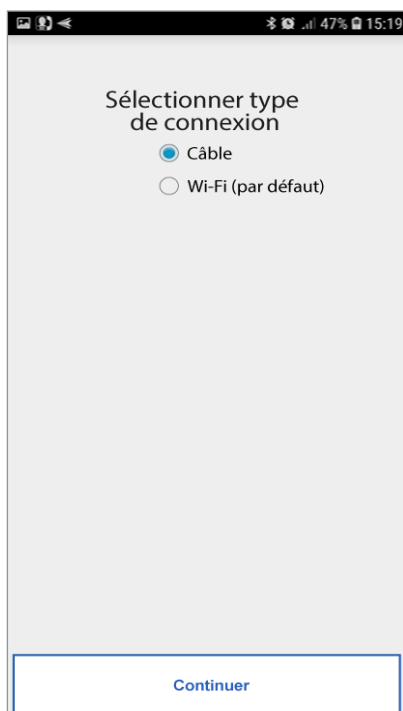 47% 15:19
Sélectionner type
de connexion
Câble
Wi-Fi (par défaut)
Continuer